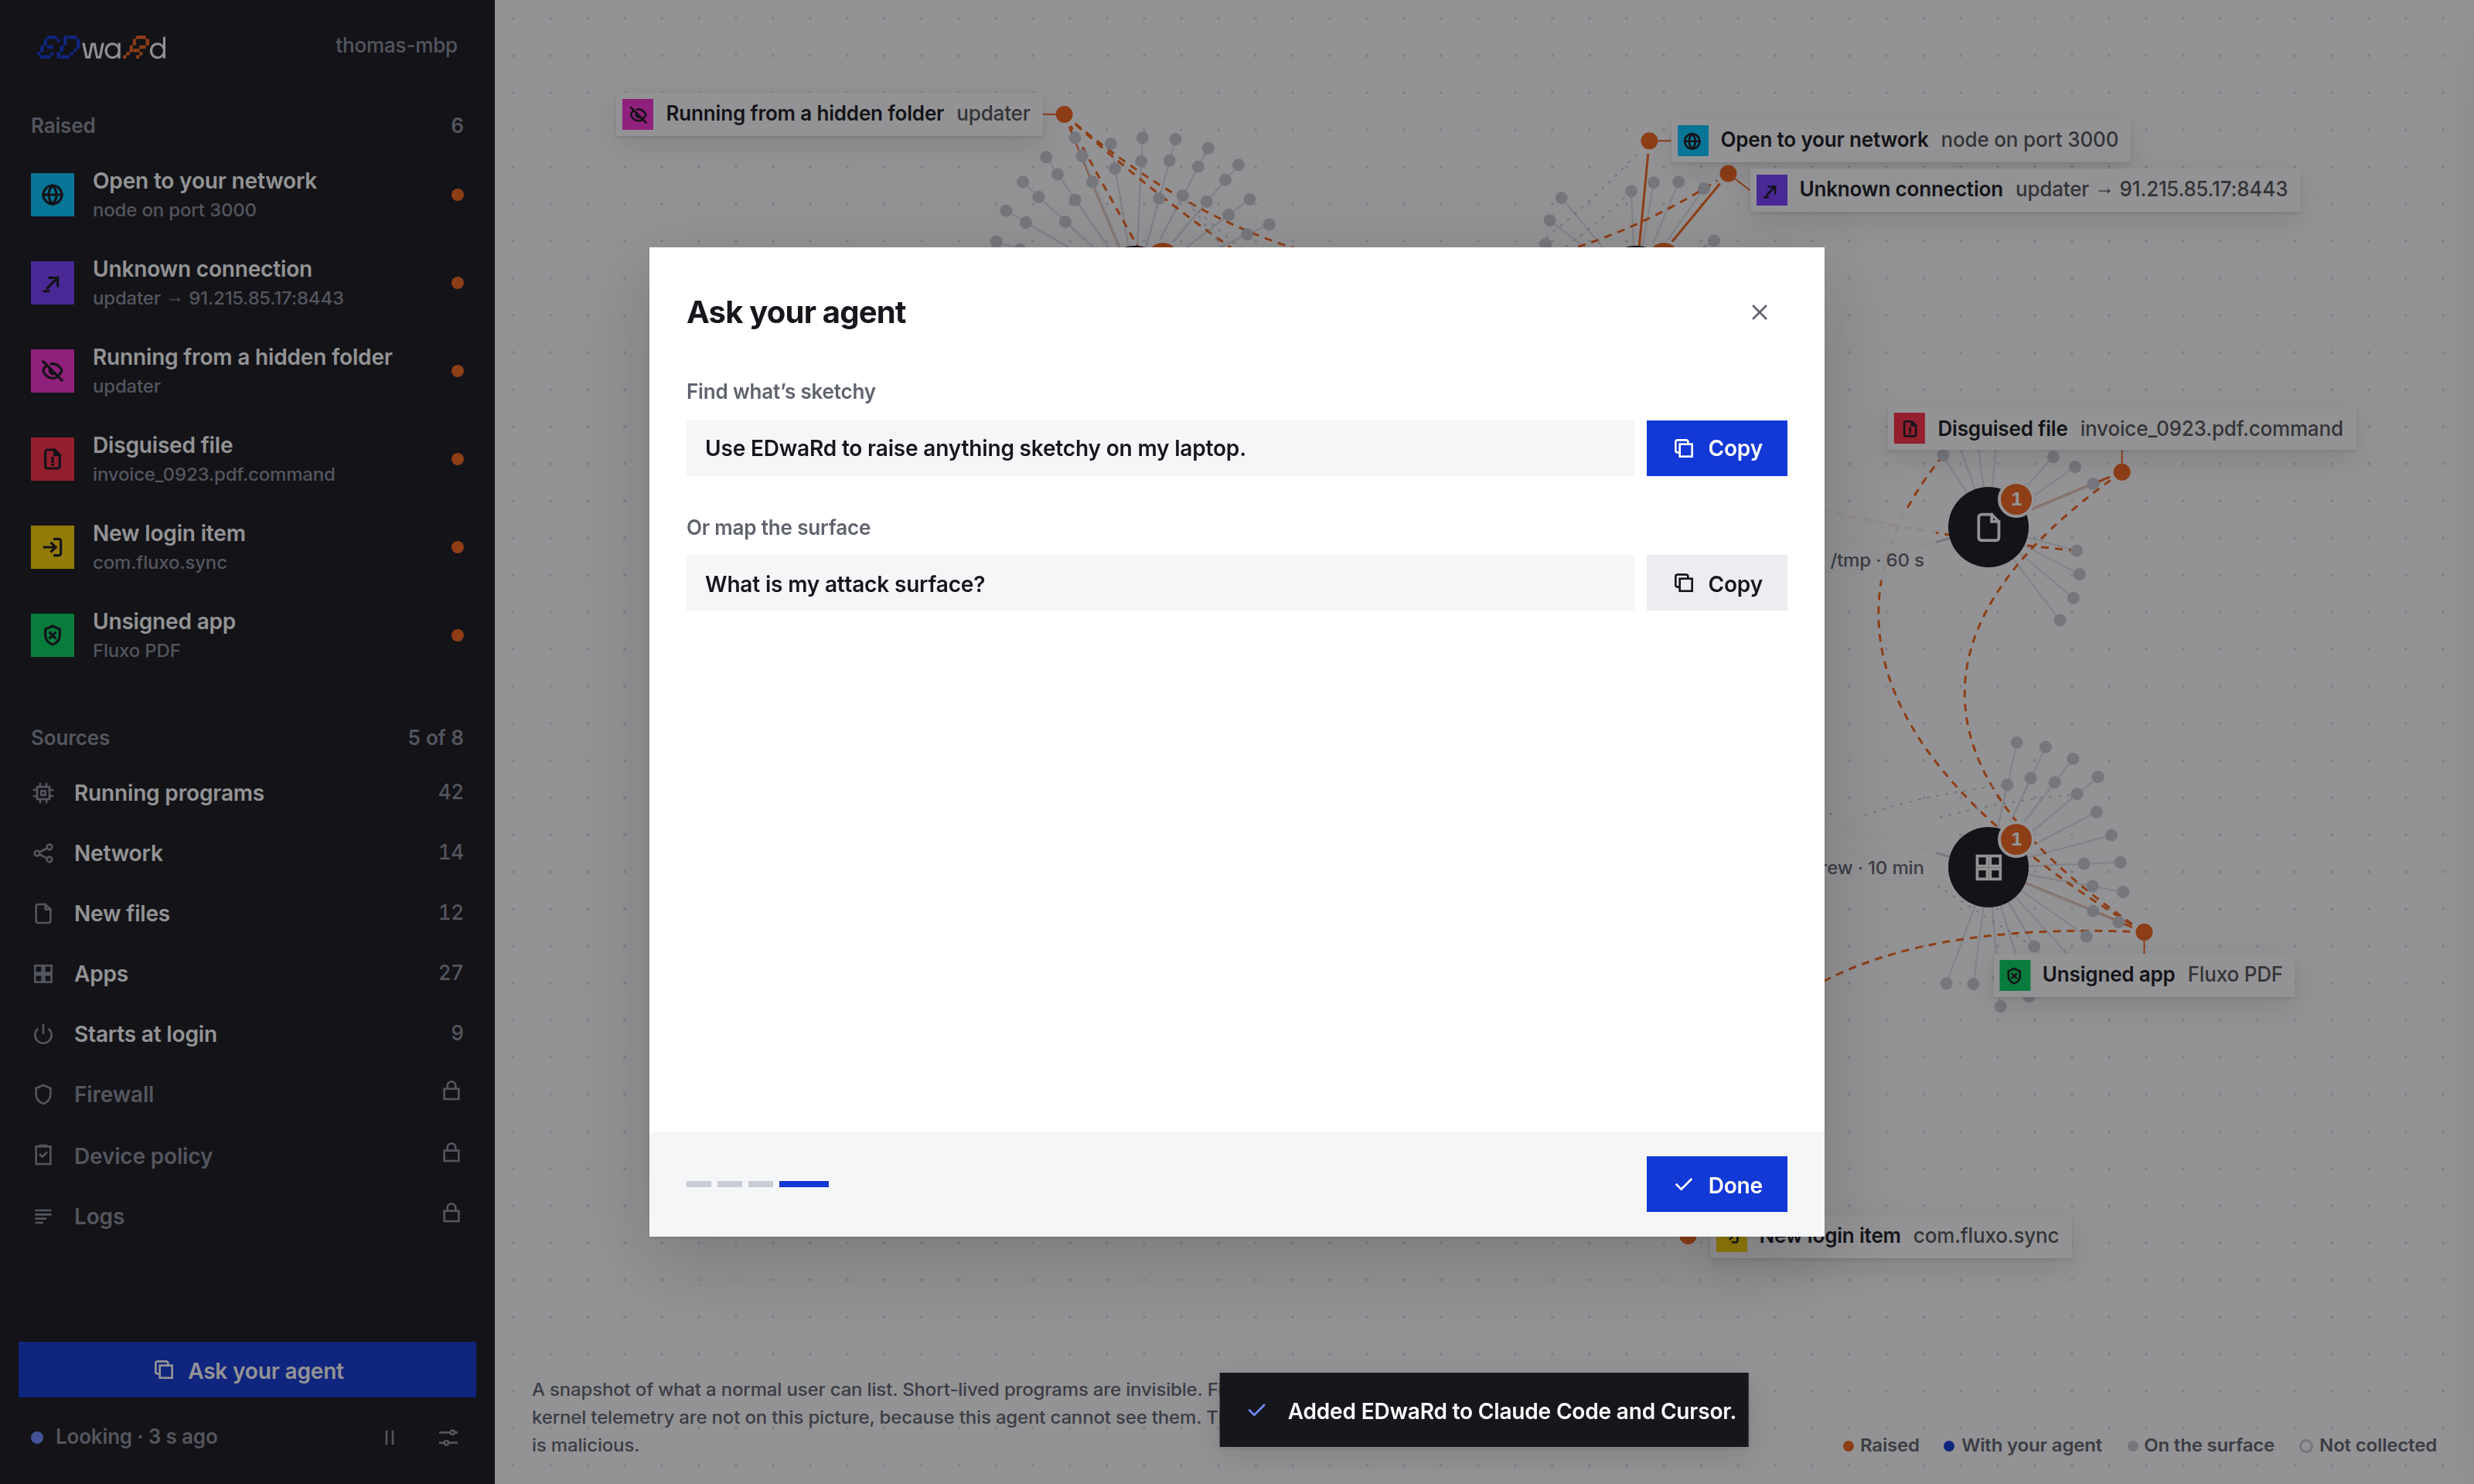 EDwaRd
thomas-mbp
Raised
6
Open to your network
node on port 3000
Unknown connection
updater → 91.215.85.17:8443
Running from a hidden folder
updater
Disguised file
invoice_0923.pdf.command
New login item
com.fluxo.sync
Unsigned app
Fluxo PDF
Sources
5 of 8
Running programs
42
Network
14
New files
12
Apps
27
Starts at login
9
Firewall
Device policy
Logs
Ask your agent
Looking · 3 s ago
Running from a hidden folder updater
Open to your network node on port 3000
Unknown connection updater → 91.215.85.17:8443
Ask your agent
Find what’s sketchy
Use EDwaRd to raise anything sketchy on my laptop.
Copy
Or map the surface
What is my attack surface?
Copy
Done
Disguised file invoice_0923.pdf.command
1
/tmp · 60 s
1
10 min
Unsigned app Fluxo PDF
New login item com.fluxo.sync
A snapshot of what a normal user can list. Short-lived programs are invisible.
kernel telemetry are not on this picture, because this agent cannot see them.
is malicious.
Added EDwaRd to Claude Code and Cursor.
Raised
With your agent
On the surface
Not collected